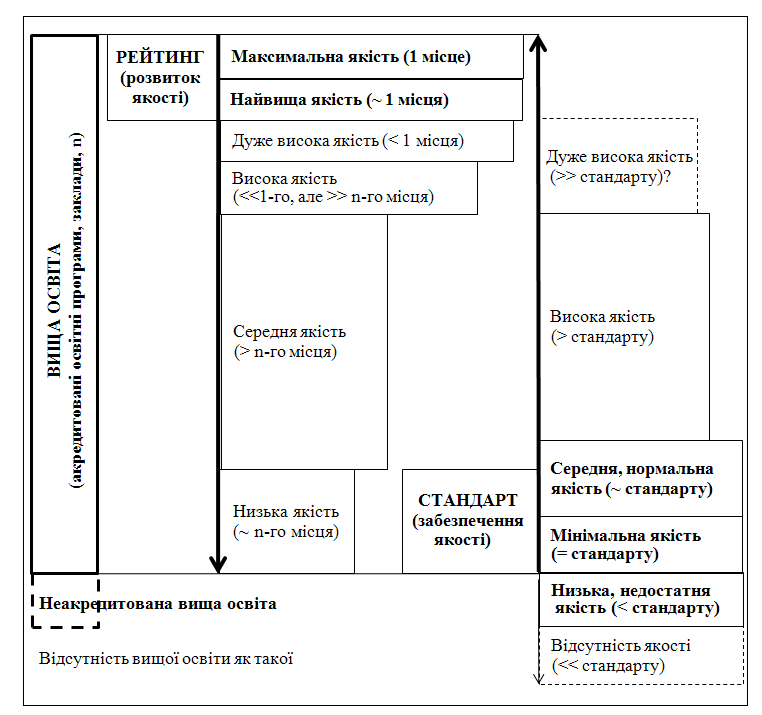 ВИЩА ОСВІТА
(акредитовані освітні програми, заклади, n)
РЕЙТИНГ
(розвиток
якості)
Максимальна якість (1 місце)
Найвища якість (~ 1 місця)
Дуже висока якість (< 1 місця)
Висока якість
(<<1-го, але >> n-го місця)
Середня якість
(> n-го місця)
Низька якість
(~ n-го місця)
СТАНДАРТ
(забезпечення
якості)
Дуже висока якість
(>> стандарту)?
Висока якість
(> стандарту)
Середня, нормальна
якість (~ стандарту)
Мінімальна якість
(= стандарту)
Низька, недостатня
якість (< стандарту)
Відсутність якості
(<< стандарту)
Неакредитована вища освіта
Відсутність вищої освіти як такої